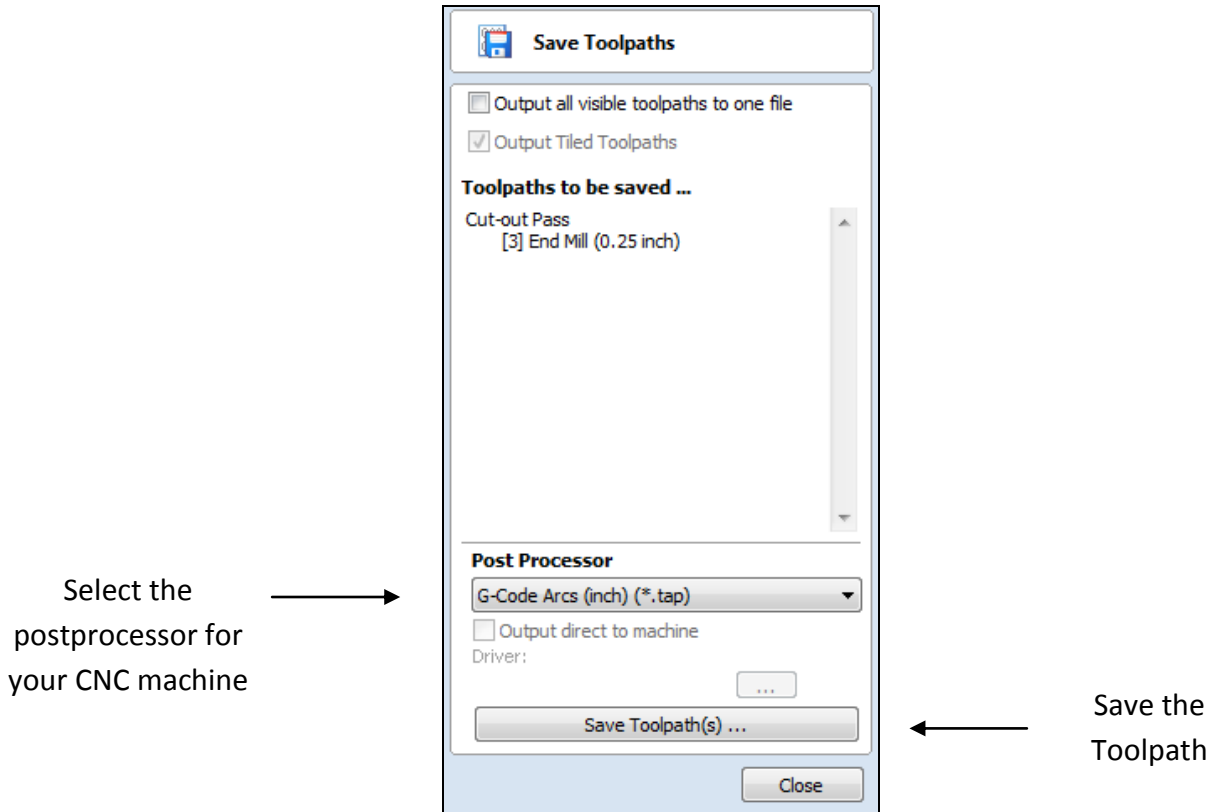 Save Toolpaths
Output all visible toolpaths to one file
Output Tiled Toolpaths
Toolpaths to be saved ...
Cut-out Pass
[3] End Mill (0.25 inch)
Post Processor
G-Code Arcs (inch) (*.tap)
Output direct to machine
Driver:
...
Save Toolpath(s) ...
Close
Select the
postprocessor for
your CNC machine
Save the
Toolpath